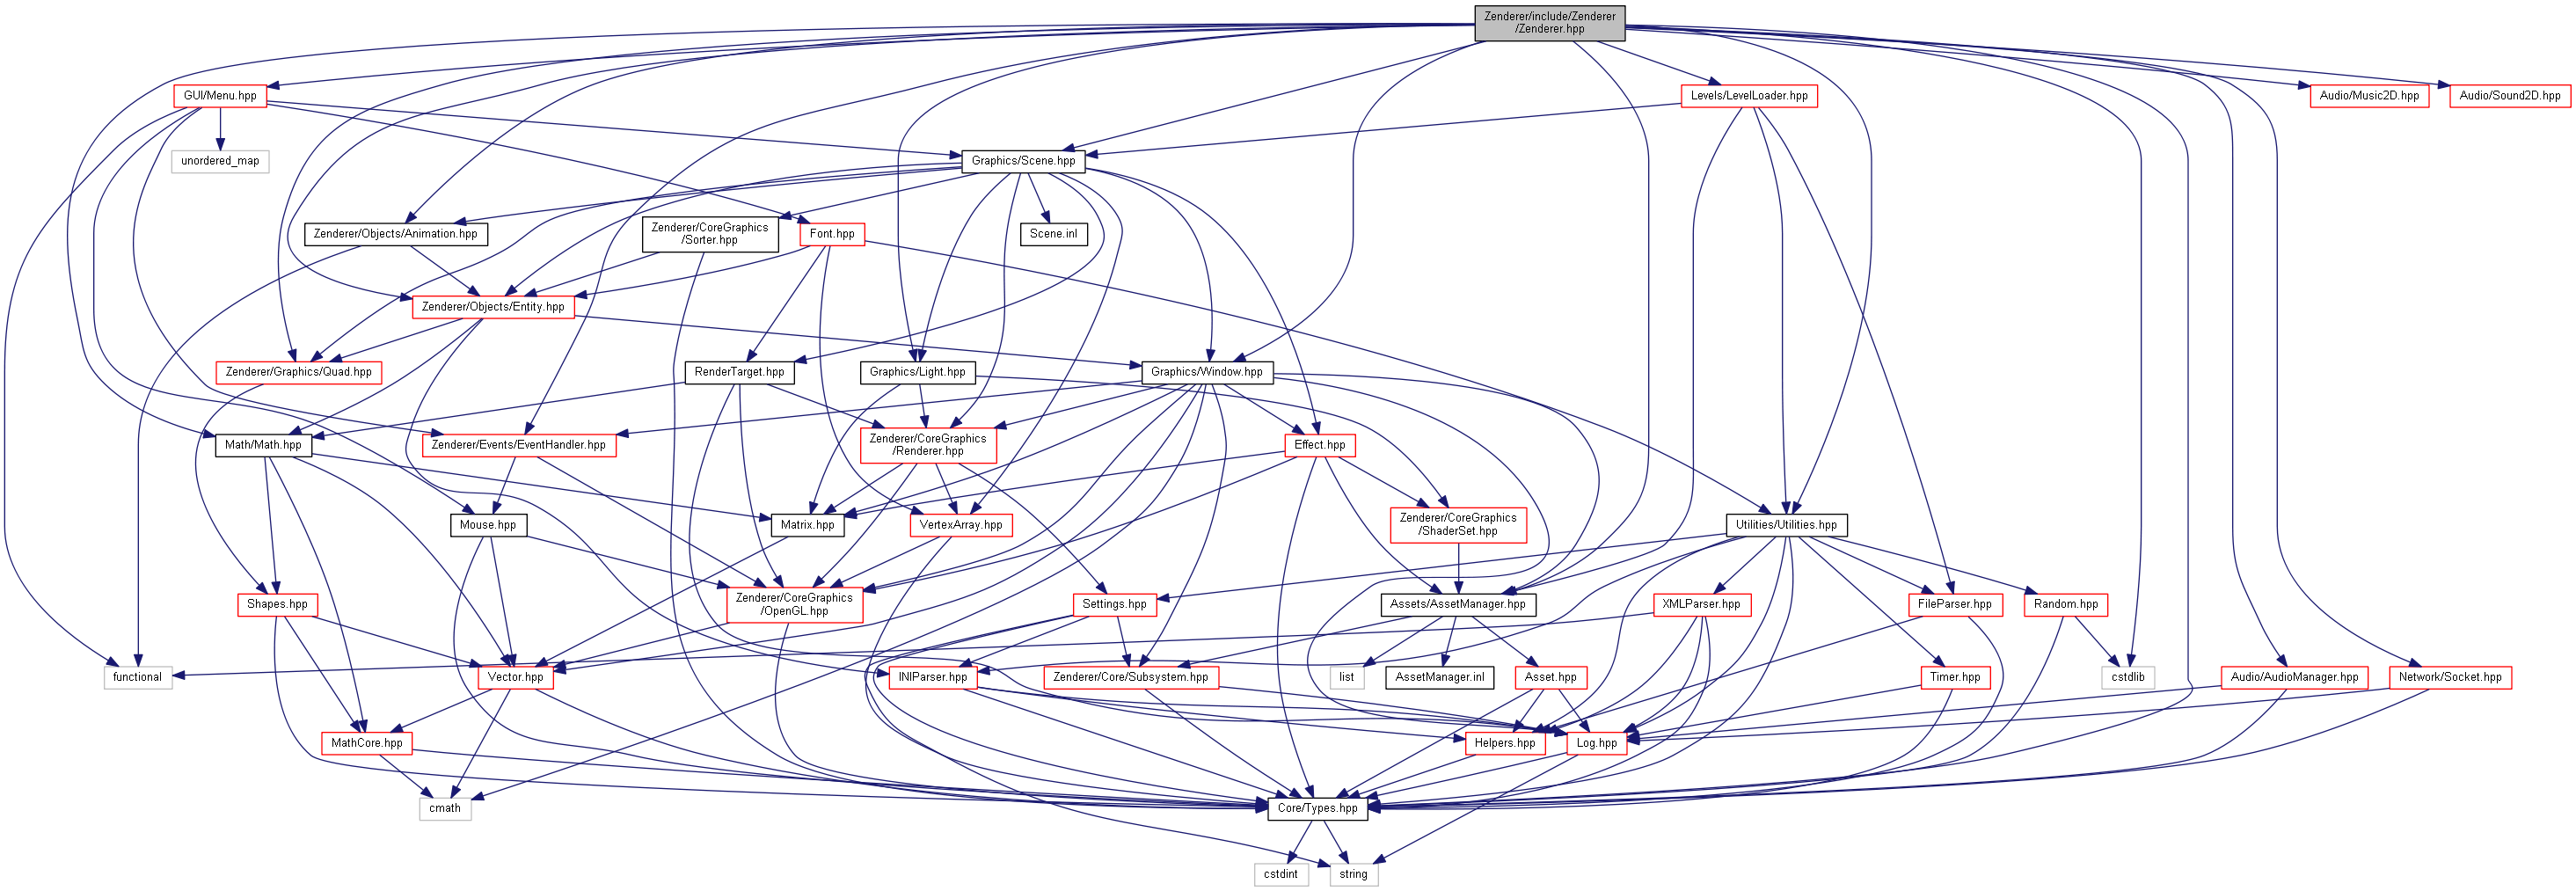 Zenderer/include/Zenderer
/Zenderer.hpp
GUI/Menu.hpp
Levels/LevelLoader.hpp
Audio/Music2D.hpp
Audio/Sound2D.hpp
unordered_map
Graphics/Scene.hpp
Zenderer/Objects/Animation.hpp
Zenderer/CoreGraphics
/Sorter.hpp
Font.hpp
Scene.inl
Zenderer/Objects/Entity.hpp
Zenderer/Graphics/Quad.hpp
RenderTarget.hpp
Graphics/Light.hpp
Graphics/Window.hpp
Math/Math.hpp
Zenderer/Events/EventHandler.hpp
Zenderer/CoreGraphics
/Renderer.hpp
Effect.hpp
Mouse.hpp
Matrix.hpp
VertexArray.hpp
Zenderer/CoreGraphics
/ShaderSet.hpp
Utilities/Utilities.hpp
Shapes.hpp
Zenderer/CoreGraphics
/OpenGL.hpp
Settings.hpp
Assets/AssetManager.hpp
XMLParser.hpp
FileParser.hpp
Random.hpp
functional
Vector.hpp
INIParser.hpp
Zenderer/Core/Subsystem.hpp
list
AssetManager.inl
Asset.hpp
Timer.hpp
cstdlib
Audio/AudioManager.hpp
Network/Socket.hpp
MathCore.hpp
Helpers.hpp
Log.hpp
cmath
Core/Types.hpp
cstdint
string